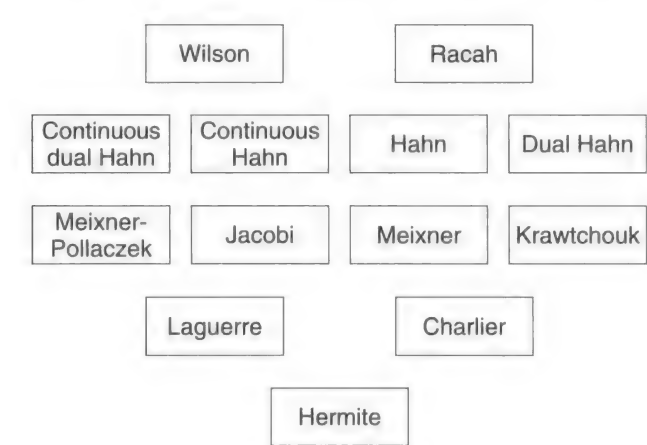 Wilson
Racah
Continuous
dual Hahn
Continuous
Hahn
Hahn
Dual Hahn
Meixner-
Pollaczek
Jacobi
Meixner
Krawtchouk
Laguerre
Charlier
Hermite